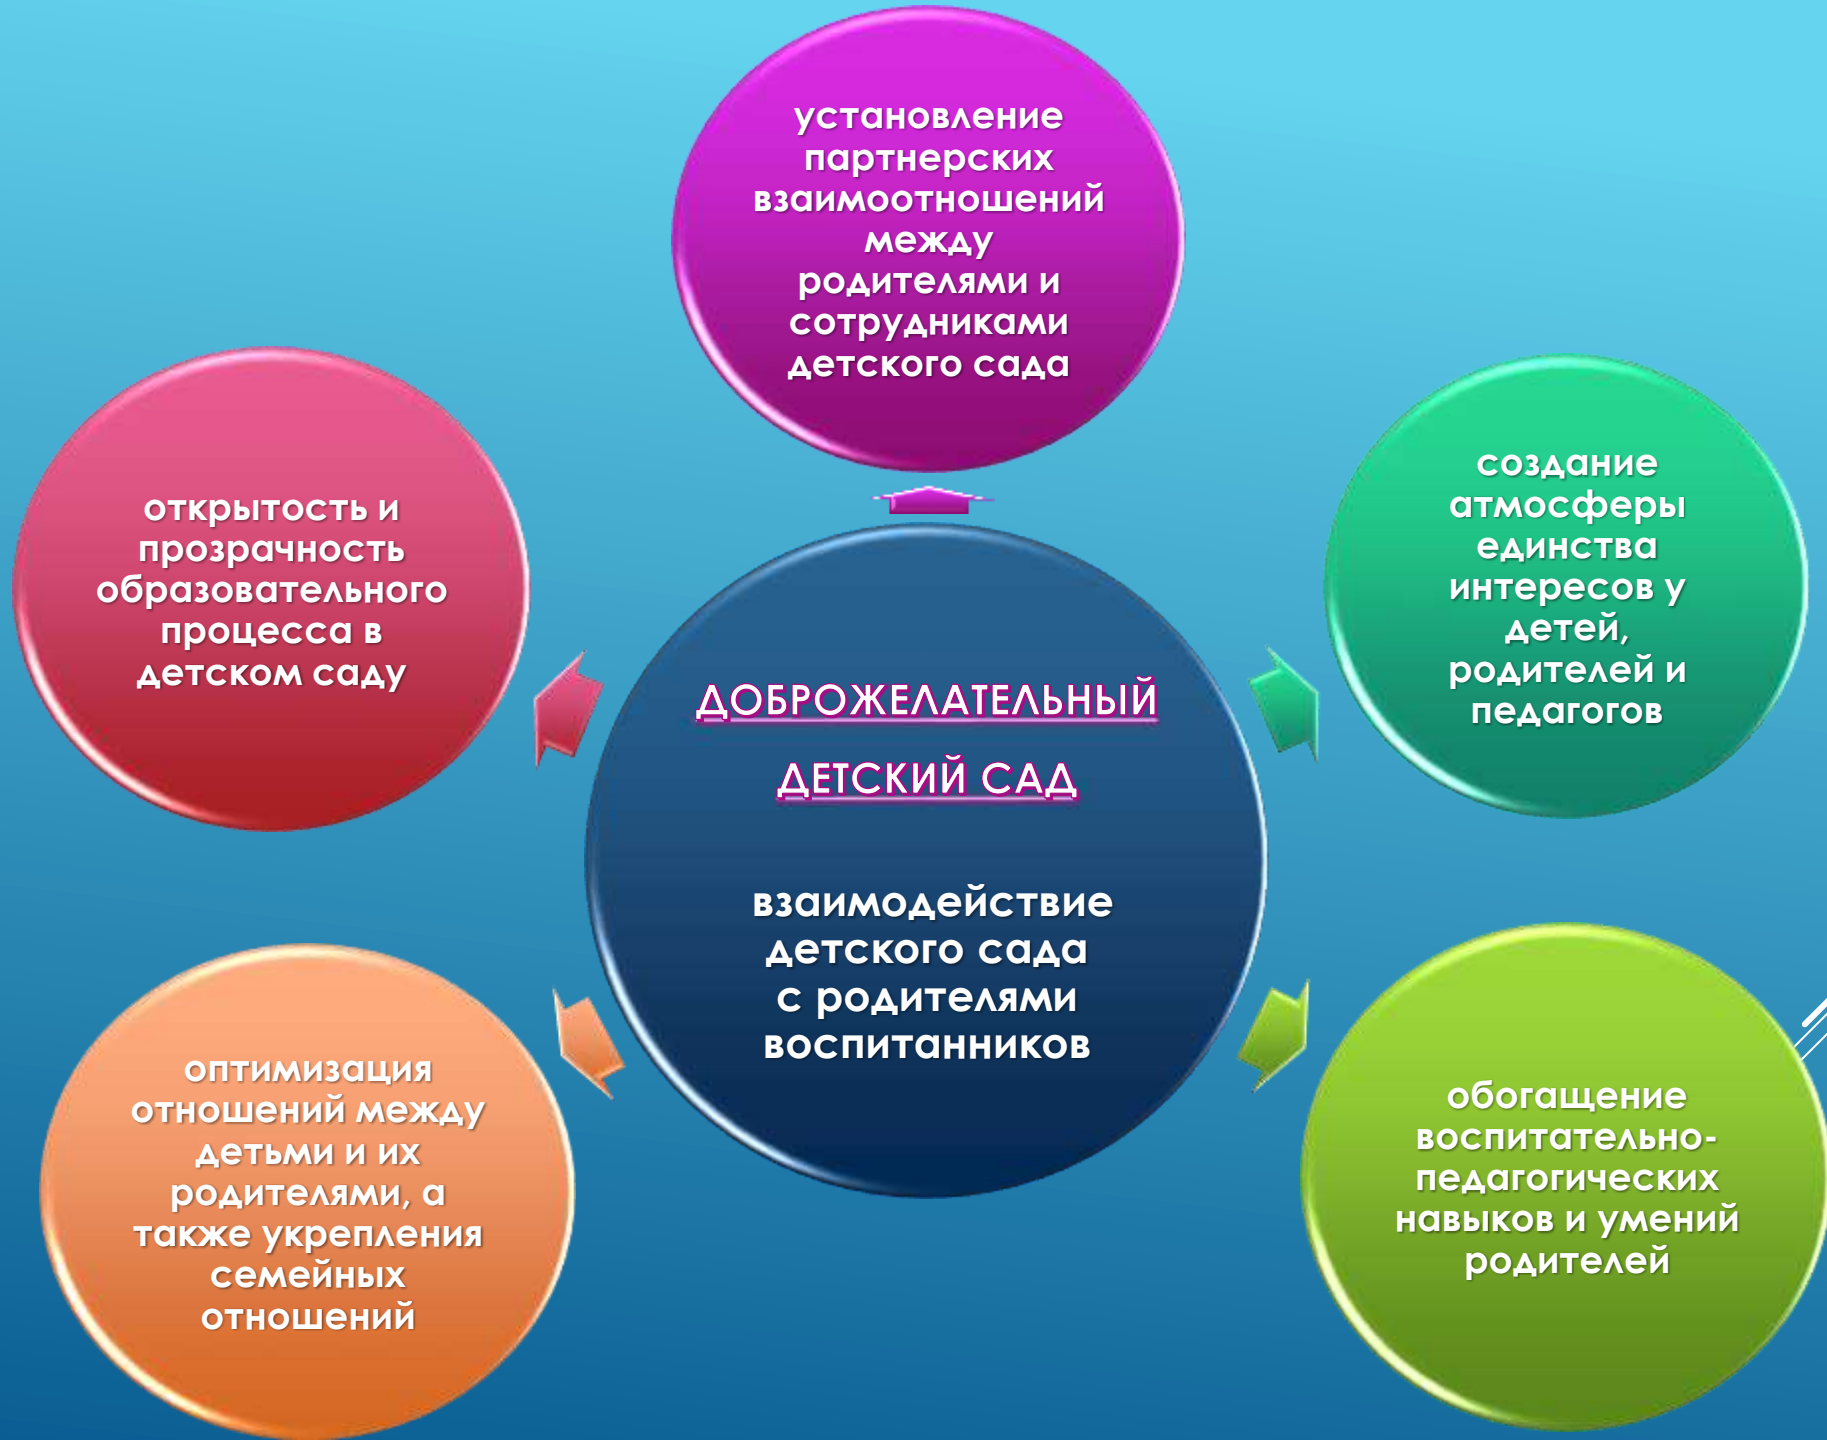 установление
партнерских
взаимоотношений
между
родителями и
сотрудниками
детского сада
открытость и
прозрачность
образовательного
процесса в
детском саду
создание
атмосферы
единства
интересов у
детей,
родителей и
педагогов
ДОБРОЖЕЛАТЕЛЬНЫЙ
ДЕТСКИЙ САД
взаимодействие
детского сада
с родителями
воспитанников
оптимизация
отношений между
детьми и их
родителями, а
также укрепления
семейных
отношений
обогащение
воспитательно-
педагогических
навыков и умений
родителей